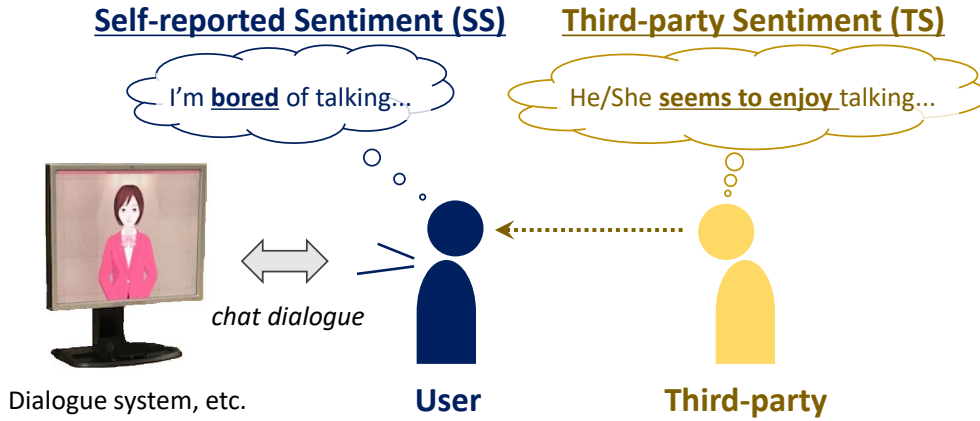 Self-reported Sentiment (SS)
Third-party Sentiment (TS)
I'm bored of talking...
He/She seems to enjoy talking...
chat dialogue
Dialogue system, etc.
User
Third-party